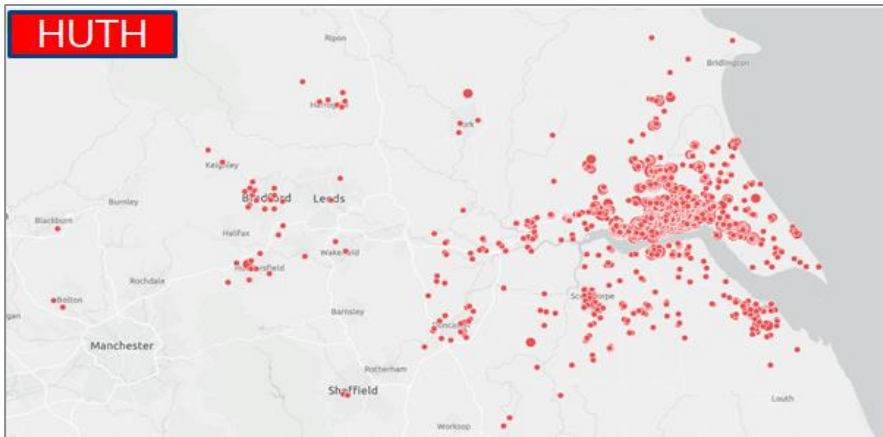 HUTH
Ripon
Bridlington
Harrogate
York
Keighley
Burnley
Bradford
Leeds
Blackburn
Halifax
Wakefield
Huddersfield
Rochdale
Bolton
Scunthorpe
Barnsley
Doncaster
Manchester
Rotherham
Sheffield
Louth
Worksop